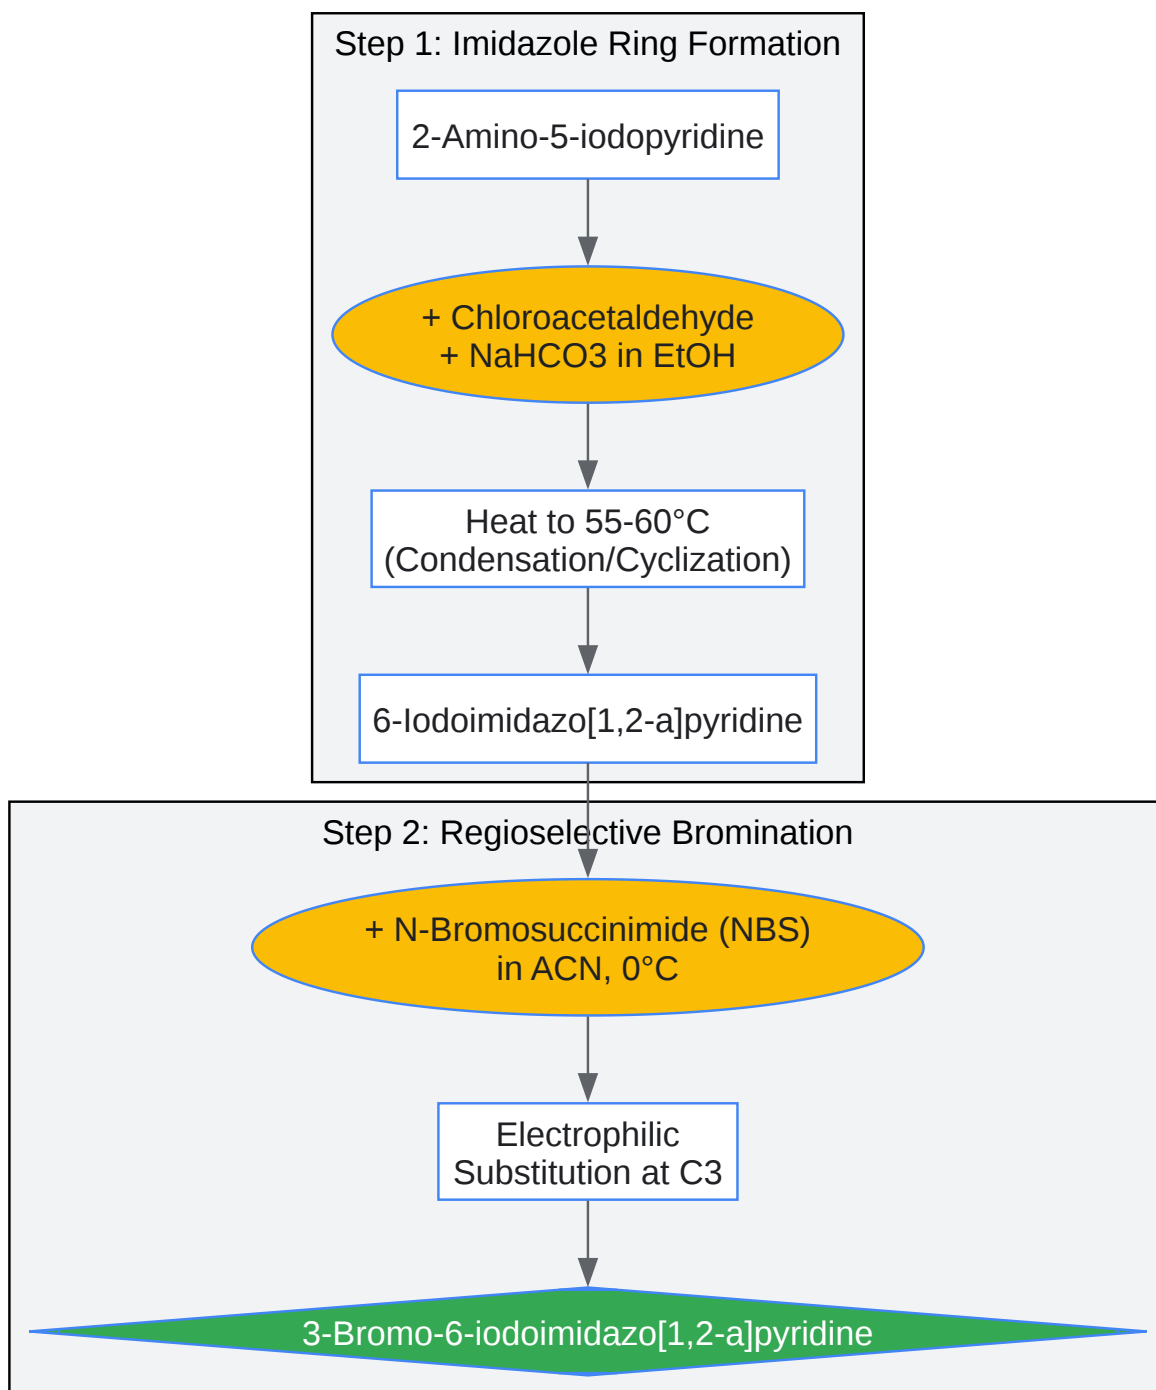 Step 1: Imidazole Ring Formation
2-Amino-5-iodopyridine
+ Chloroacetaldehyde
+ NaHCO3 in EtOH
Heat to 55-60°C
(Condensation/Cyclization)
6-Iodoimidazo[1,2-a]pyridine
Step 2: Regioselective Bromination
+ N-Bromosuccinimide (NBS)
in ACN, 0°C
Electrophilic
Substitution at C3
3-Bromo-6-iodoimidazo[1,2-a]pyridine